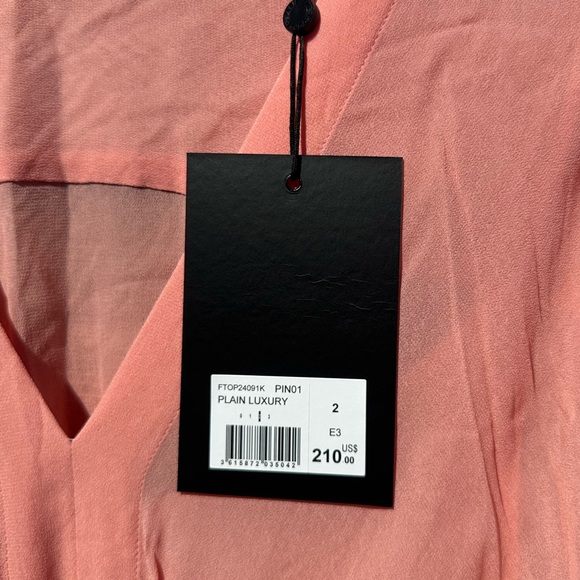 FTOP24091K PIN01
PLAIN LUXURY
0 1 2 3
3615872035042
2
E3
210.00 US$